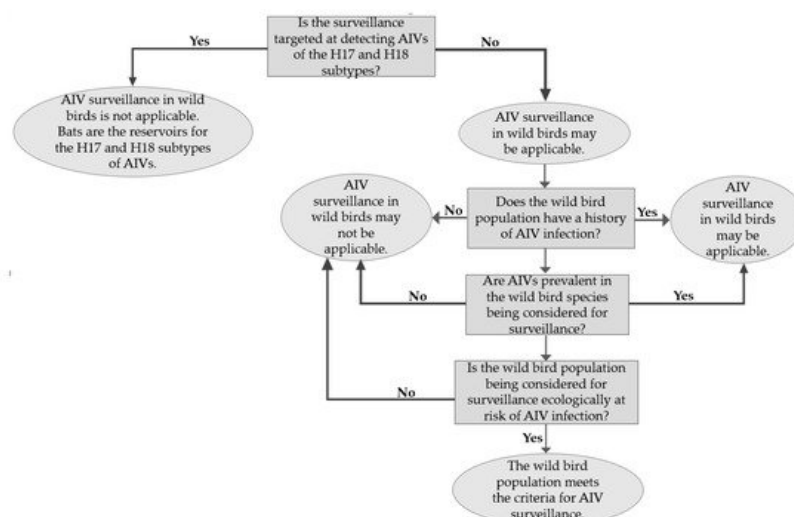 Is the surveillance
targeted at detecting AIVs
of the H17 and H18
subtypes?
Yes
No
AIV surveillance in wild
birds is not applicable.
Bats are the reservoirs for
the H17 and H18 subtypes
of AIVs.
AIV surveillance
in wild birds may
be applicable.
AIV
surveillance in
wild birds may
not be
applicable.
No
Does the wild bird
population have a history
of AIV infection?
Yes
AIV
surveillance
in wild birds
may be
applicable.
No
Are AIVs prevalent in
the wild bird species
being considered for
surveillance?
Yes
No
Is the wild bird population
being considered for
surveillance ecologically at
risk of AIV infection?
Yes
The wild bird
population meets
the criteria for AIV
surveillance